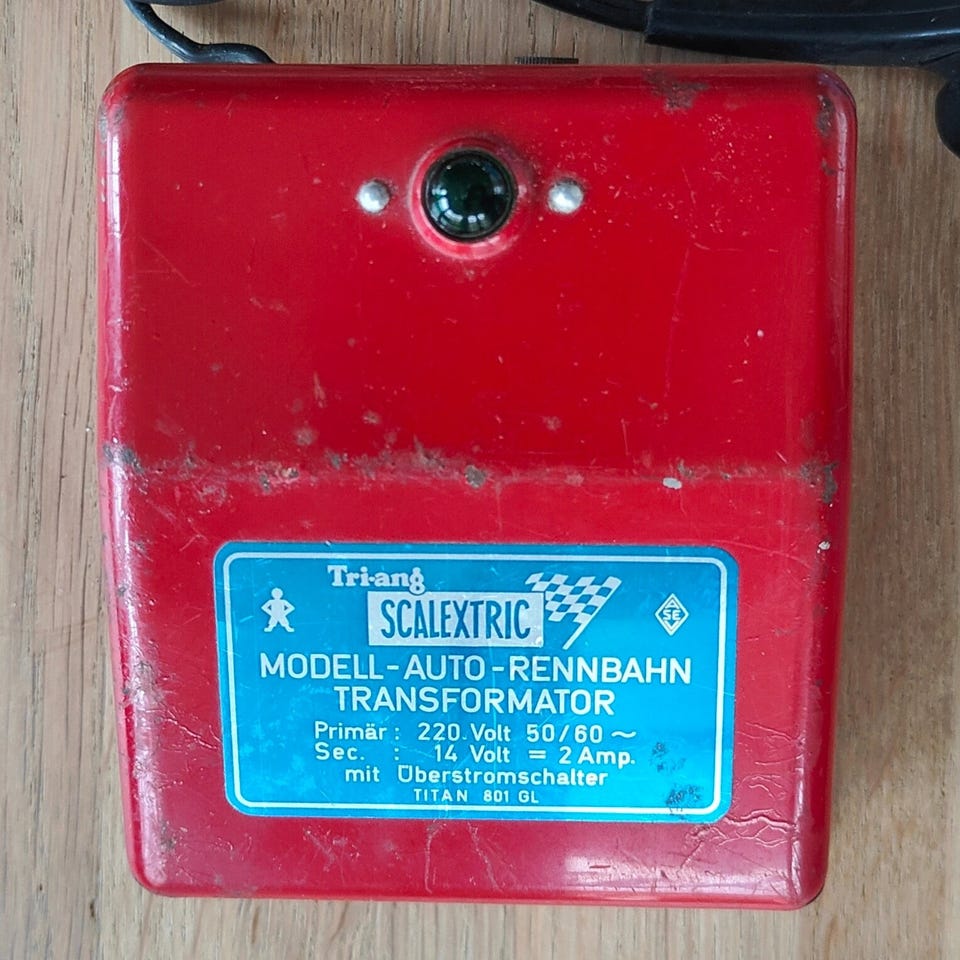 Tri-ang
SCALEXTRIC
MODELL-AUTO-RENNBAHN
TRANSFORMATOR
Primär: 220 Volt 50/60 ~
Sec. : 14 Volt = 2 Amp.
mit Überstromschalter
TITAN 801 GL
ASE